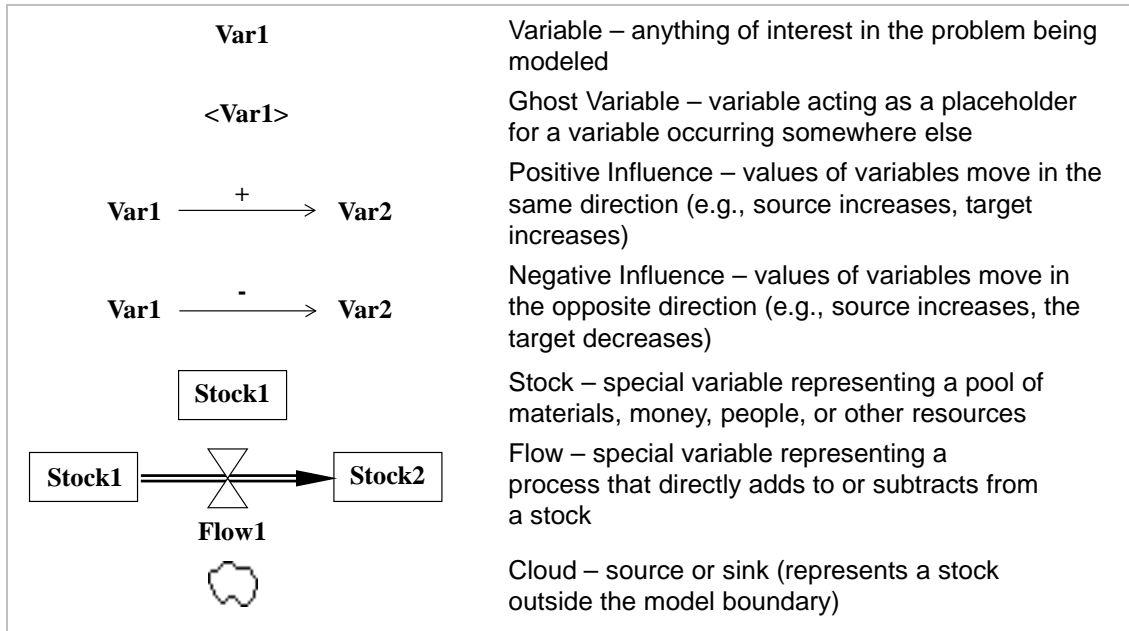 Var1
Variable – anything of interest in the problem being
modeled
<Var1>
Ghost Variable – variable acting as a placeholder
for a variable occurring somewhere else
Var1 + Var2
Positive Influence – values of variables move in the
same direction (e.g., source increases, target
increases)
Var1 - Var2
Negative Influence – values of variables move in
the opposite direction (e.g., source increases, the
target decreases)
Stock1
Stock – special variable representing a pool of
materials, money, people, or other resources
Stock1 Stock2
Flow1
Flow – special variable representing a
process that directly adds to or subtracts from
a stock
Cloud – source or sink (represents a stock
outside the model boundary)